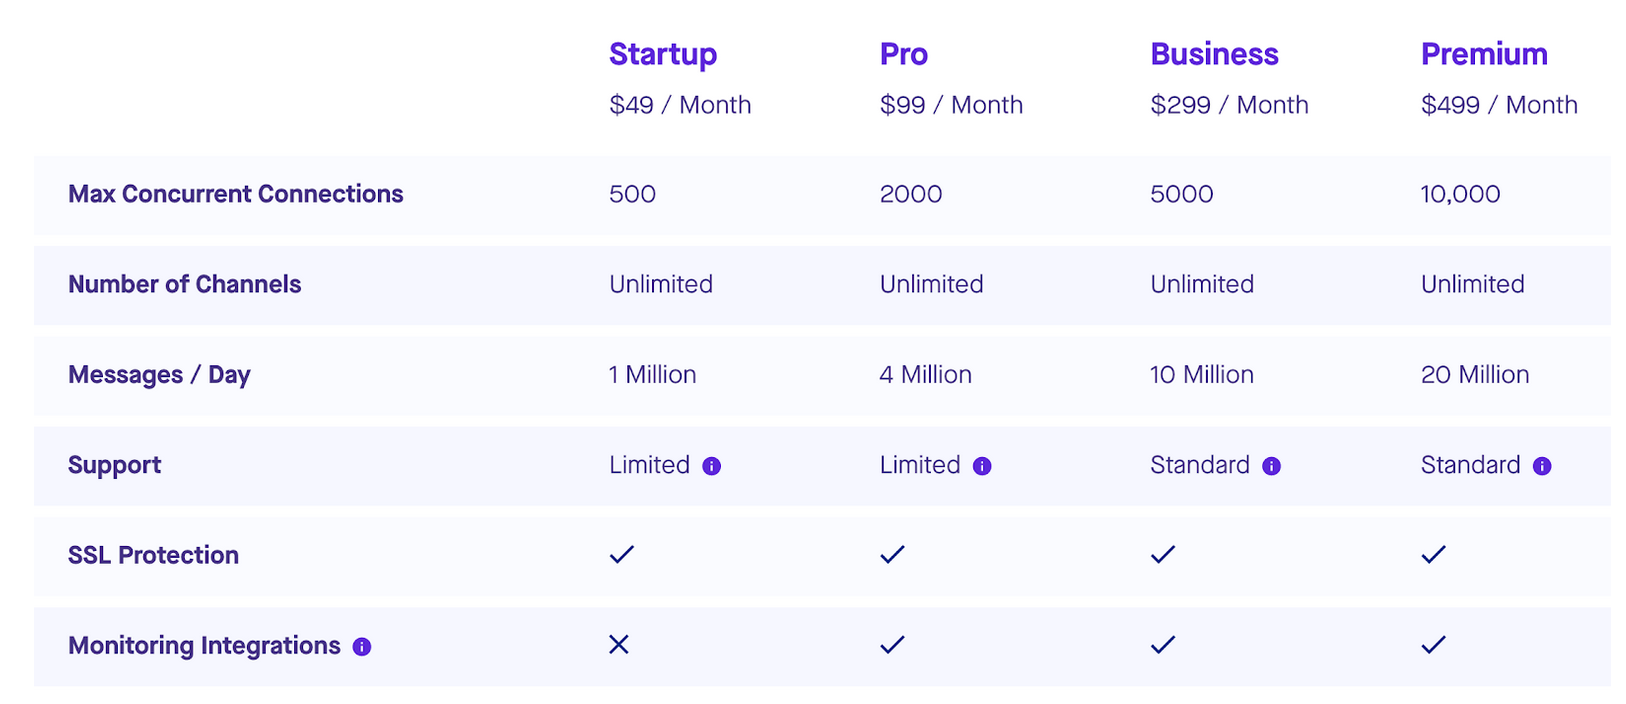 Startup Pro Business Premium
$49 / Month $99 / Month $299 / Month $499 / Month
Max Concurrent Connections 500 2000 5000 10,000
Number of Channels Unlimited Unlimited Unlimited Unlimited
Messages / Day 1 Million 4 Million 10 Million 20 Million
Support Limited i Limited i Standard i Standard i
SSL Protection ✓ ✓ ✓ ✓
Monitoring Integrations i ✕ ✓ ✓ ✓